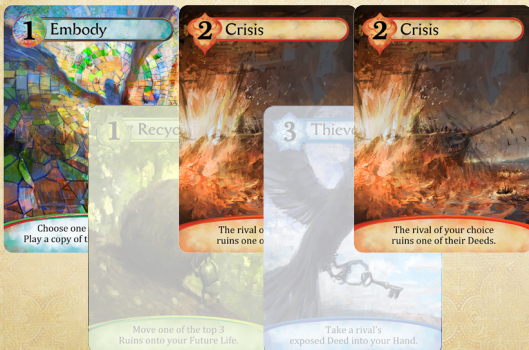 1 Embody
2 Crisis
2 Crisis
1
3
Choose one
Play a copy of
The rival
ruins one
The rival of your choice
ruins one of their Deeds.
Move one of the top 3
Ruins onto your Future Life.
Take a rival's
exposed Deed into your Hand.